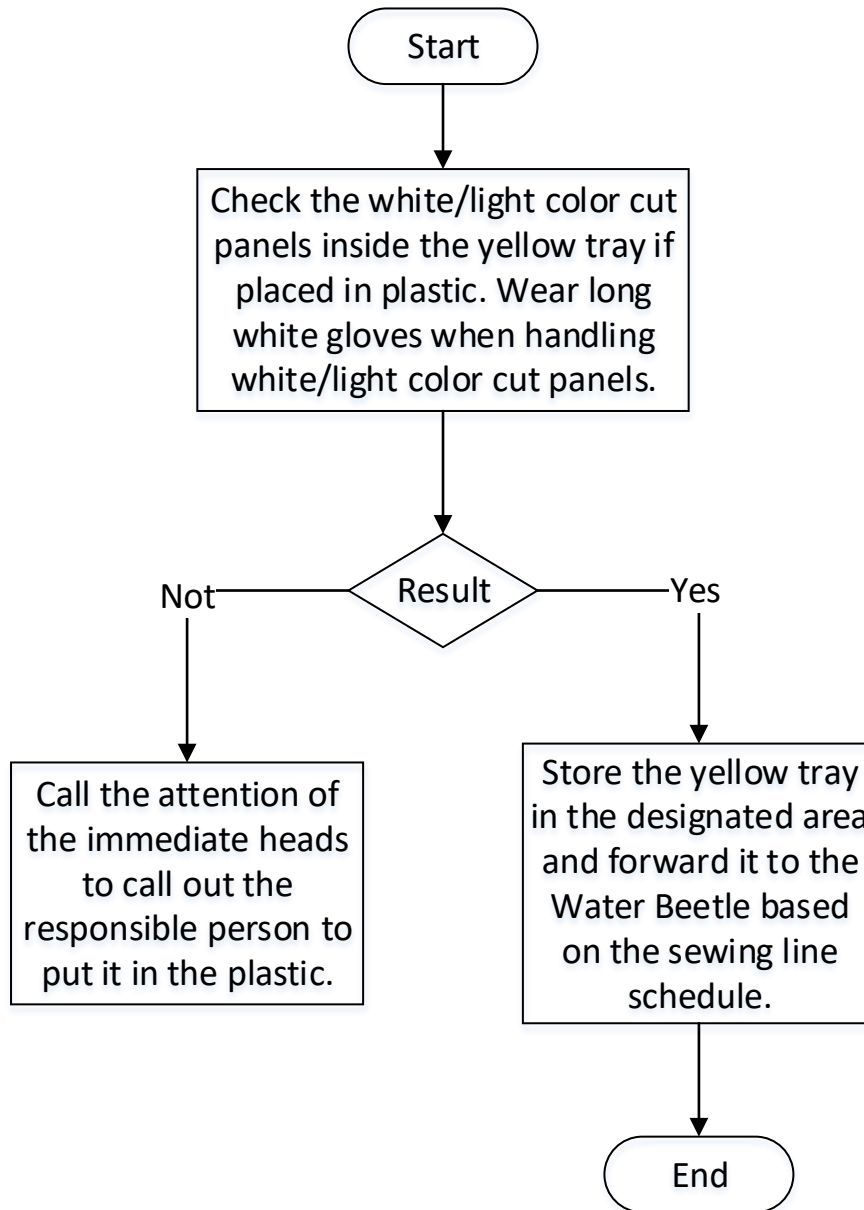 Start
Check the white/light color cut
panels inside the yellow tray if
placed in plastic. Wear long
white gloves when handling
white/light color cut panels.
Result
Not
Yes
Call the attention of
the immediate heads
to call out the
responsible person to
put it in the plastic.
Store the yellow tray
in the designated area
and forward it to the
Water Beetle based
on the sewing line
schedule.
End